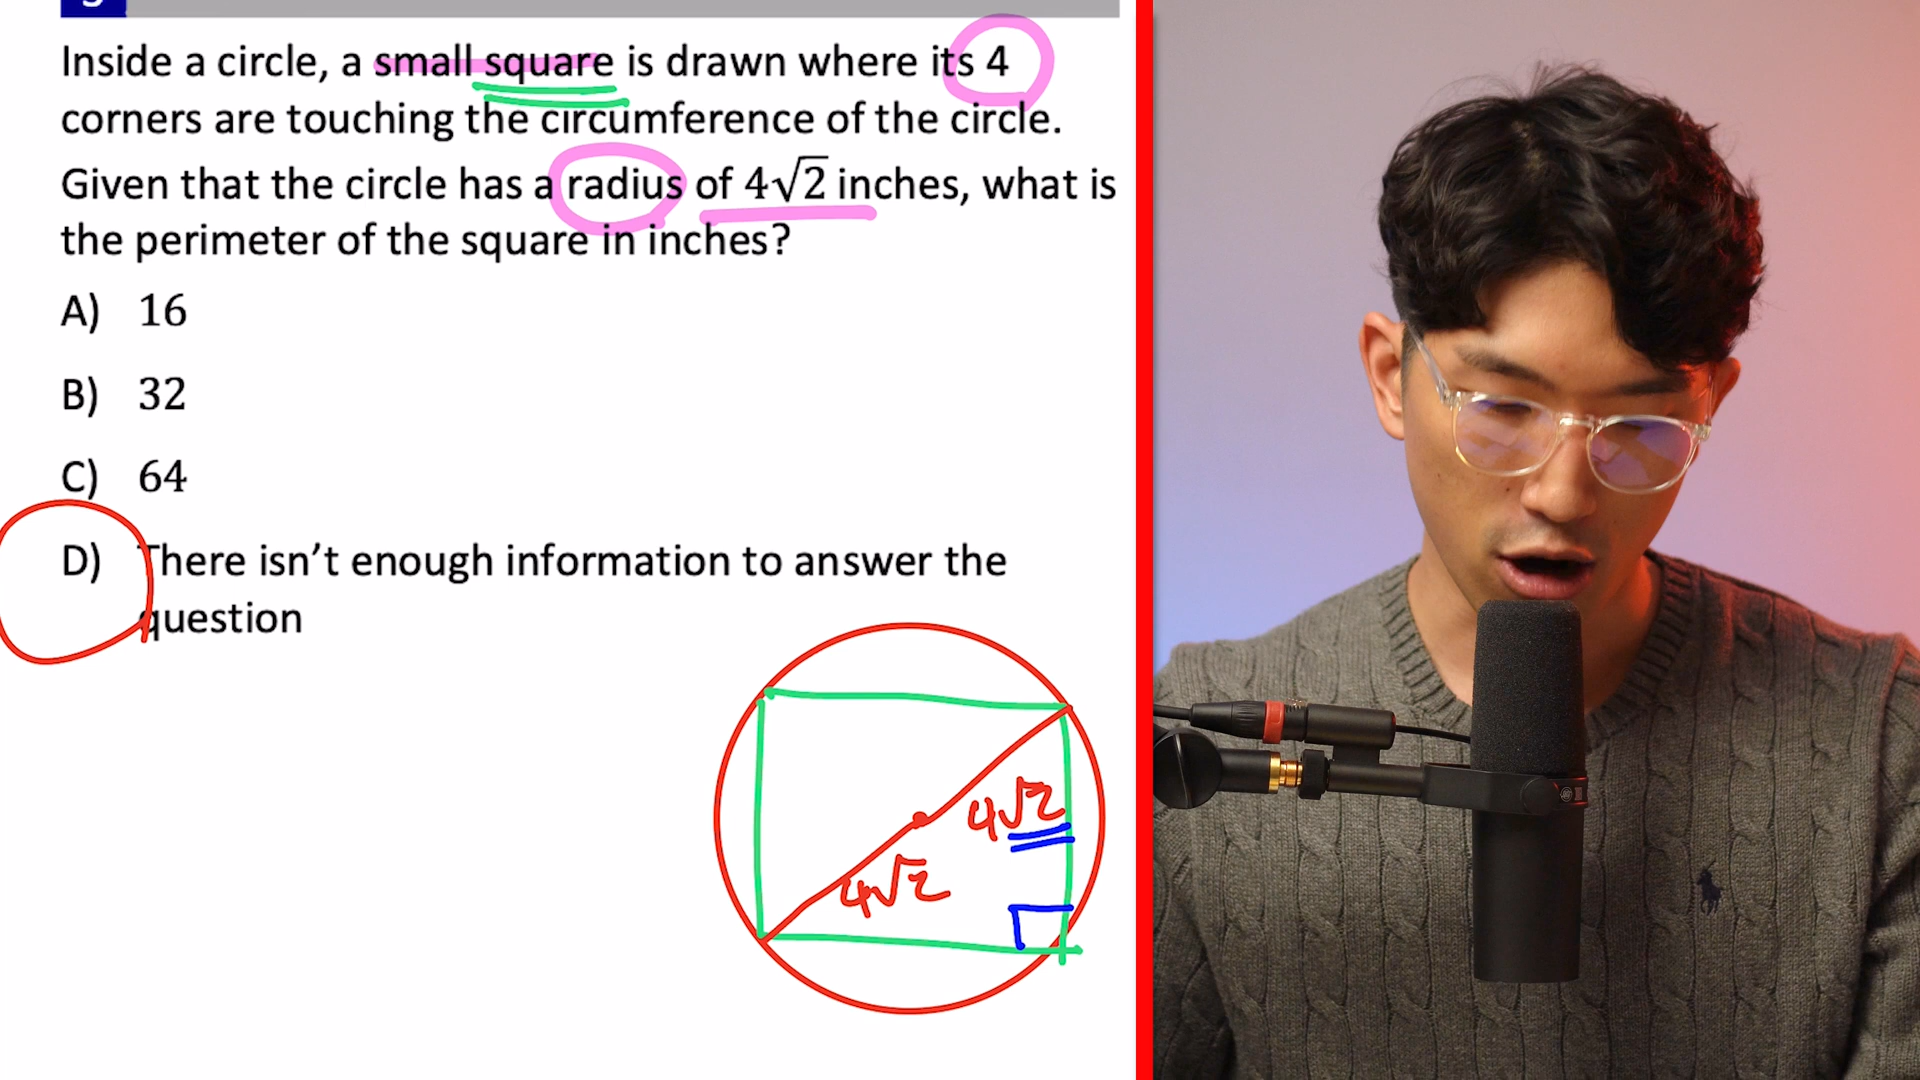 Inside a circle, a small square is drawn where its 4
corners are touching the circumference of the circle.
Given that the circle has a radius of 4√2 inches, what is
the perimeter of the square in inches?
A) 16
B) 32
C) 64
D) There isn’t enough information to answer the
question
4√2
4√2